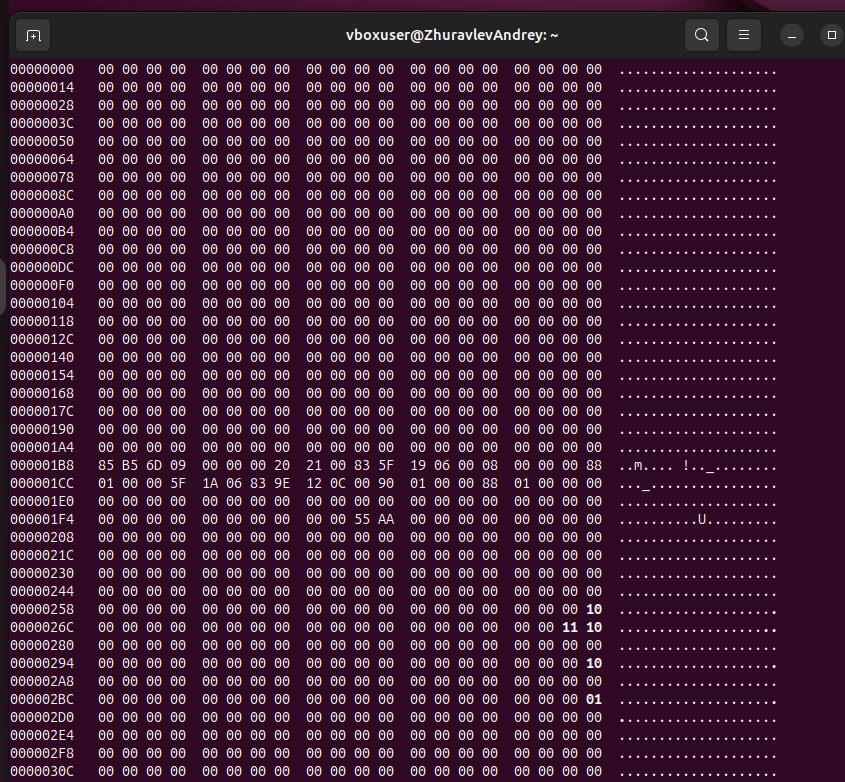 vboxuser@ZhuravlevAndrey: ~
00000000 00 00 00 00 00 00 00 00 00 00 00 00 00 00 00 00 00 00 00 00 ....................
00000014 00 00 00 00 00 00 00 00 00 00 00 00 00 00 00 00 00 00 00 00 ....................
00000028 00 00 00 00 00 00 00 00 00 00 00 00 00 00 00 00 00 00 00 00 ....................
0000003C 00 00 00 00 00 00 00 00 00 00 00 00 00 00 00 00 00 00 00 00 ....................
00000050 00 00 00 00 00 00 00 00 00 00 00 00 00 00 00 00 00 00 00 00 ....................
00000064 00 00 00 00 00 00 00 00 00 00 00 00 00 00 00 00 00 00 00 00 ....................
00000078 00 00 00 00 00 00 00 00 00 00 00 00 00 00 00 00 00 00 00 00 ....................
0000008C 00 00 00 00 00 00 00 00 00 00 00 00 00 00 00 00 00 00 00 00 ....................
000000A0 00 00 00 00 00 00 00 00 00 00 00 00 00 00 00 00 00 00 00 00 ....................
000000B4 00 00 00 00 00 00 00 00 00 00 00 00 00 00 00 00 00 00 00 00 ....................
000000C8 00 00 00 00 00 00 00 00 00 00 00 00 00 00 00 00 00 00 00 00 ....................
000000DC 00 00 00 00 00 00 00 00 00 00 00 00 00 00 00 00 00 00 00 00 ....................
000000F0 00 00 00 00 00 00 00 00 00 00 00 00 00 00 00 00 00 00 00 00 ....................
00000104 00 00 00 00 00 00 00 00 00 00 00 00 00 00 00 00 00 00 00 00 ....................
00000118 00 00 00 00 00 00 00 00 00 00 00 00 00 00 00 00 00 00 00 00 ....................
0000012C 00 00 00 00 00 00 00 00 00 00 00 00 00 00 00 00 00 00 00 00 ....................
00000140 00 00 00 00 00 00 00 00 00 00 00 00 00 00 00 00 00 00 00 00 ....................
00000154 00 00 00 00 00 00 00 00 00 00 00 00 00 00 00 00 00 00 00 00 ....................
00000168 00 00 00 00 00 00 00 00 00 00 00 00 00 00 00 00 00 00 00 00 ....................
0000017C 00 00 00 00 00 00 00 00 00 00 00 00 00 00 00 00 00 00 00 00 ....................
00000190 00 00 00 00 00 00 00 00 00 00 00 00 00 00 00 00 00 00 00 00 ....................
000001A4 00 00 00 00 00 00 00 00 00 00 00 00 00 00 00 00 00 00 00 00 ....................
000001B8 85 B5 6D 09 00 00 00 20 21 00 83 5F 19 06 00 08 00 00 00 88 ..m.... !.._........
000001CC 01 00 00 5F 1A 06 83 9E 12 0C 00 90 01 00 00 88 01 00 00 00 ..._................
000001E0 00 00 00 00 00 00 00 00 00 00 00 00 00 00 00 00 00 00 00 00 ....................
000001F4 00 00 00 00 00 00 00 00 00 00 55 AA 00 00 00 00 00 00 00 00 ..........U.........
00000208 00 00 00 00 00 00 00 00 00 00 00 00 00 00 00 00 00 00 00 00 ....................
0000021C 00 00 00 00 00 00 00 00 00 00 00 00 00 00 00 00 00 00 00 00 ....................
00000230 00 00 00 00 00 00 00 00 00 00 00 00 00 00 00 00 00 00 00 00 ....................
00000244 00 00 00 00 00 00 00 00 00 00 00 00 00 00 00 00 00 00 00 00 ....................
00000258 00 00 00 00 00 00 00 00 00 00 00 00 00 00 00 00 00 00 00 10 ....................
0000026C 00 00 00 00 00 00 00 00 00 00 00 00 00 00 00 00 00 00 11 10 ....................
00000280 00 00 00 00 00 00 00 00 00 00 00 00 00 00 00 00 00 00 00 00 ....................
00000294 00 00 00 00 00 00 00 00 00 00 00 00 00 00 00 00 00 00 00 10 ....................
000002A8 00 00 00 00 00 00 00 00 00 00 00 00 00 00 00 00 00 00 00 00 ....................
000002BC 00 00 00 00 00 00 00 00 00 00 00 00 00 00 00 00 00 00 00 01 ....................
000002D0 00 00 00 00 00 00 00 00 00 00 00 00 00 00 00 00 00 00 00 00 ....................
000002E4 00 00 00 00 00 00 00 00 00 00 00 00 00 00 00 00 00 00 00 00 ....................
000002F8 00 00 00 00 00 00 00 00 00 00 00 00 00 00 00 00 00 00 00 00 ....................
0000030C 00 00 00 00 00 00 00 00 00 00 00 00 00 00 00 00 00 00 00 00 ....................